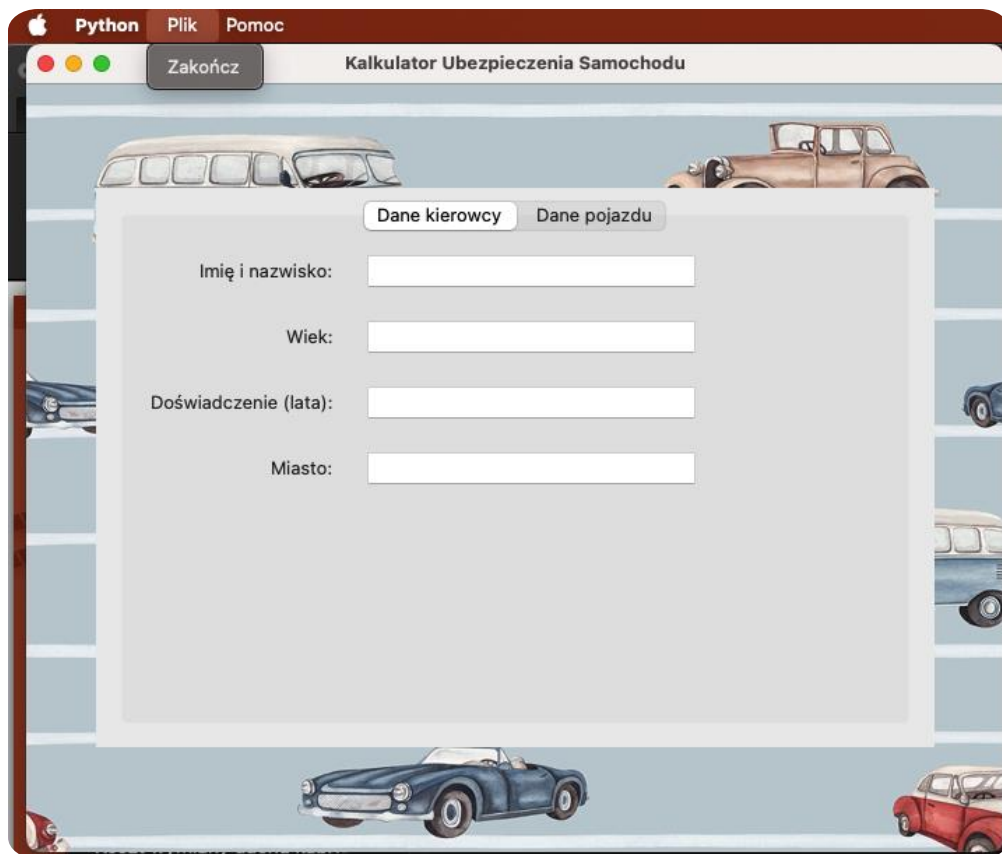 Python Plik Pomoc
Zakończ
Kalkulator Ubezpieczenia Samochodu
Dane kierowcy Dane pojazdu
Imię i nazwisko:
Wiek:
Doświadczenie (lata):
Miasto: